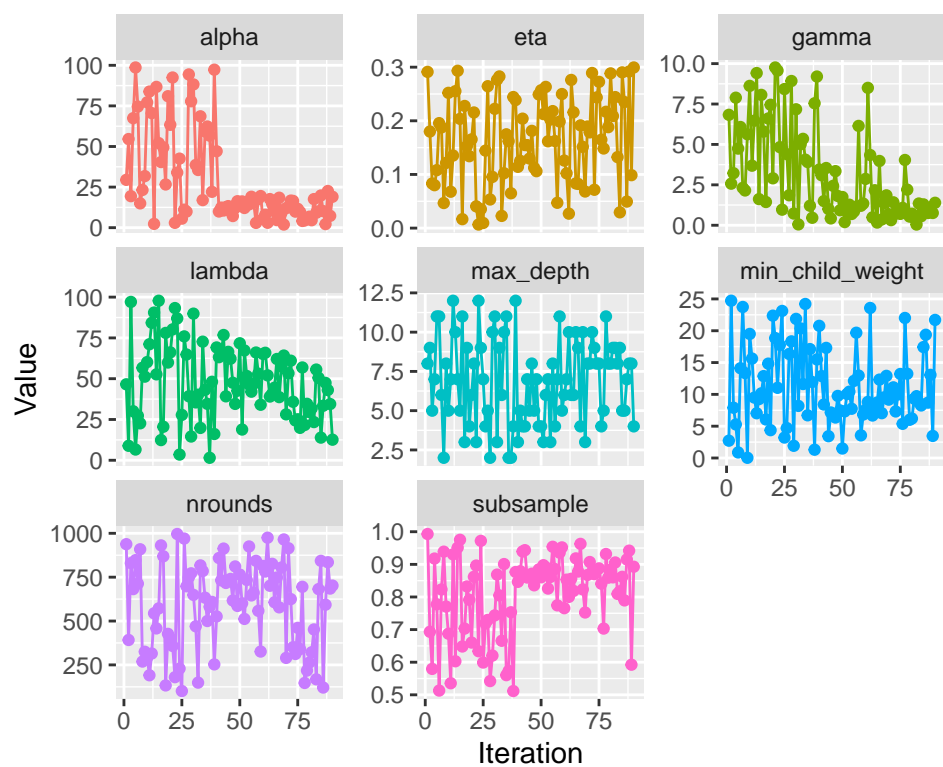 alpha eta gamma
100 75 50 25 0
0.3 0.2 0.1 0.0
10.0 7.5 5.0 2.5 0.0
lambda max_depth min_child_weight
100 75 50 25 0
12.5 10.0 7.5 5.0 2.5
25 20 15 10 5 0
0 25 50 75
nrounds subsample
1000 750 500 250
1.0 0.9 0.8 0.7 0.6 0.5
0 25 50 75
0 25 50 75
Value
Iteration